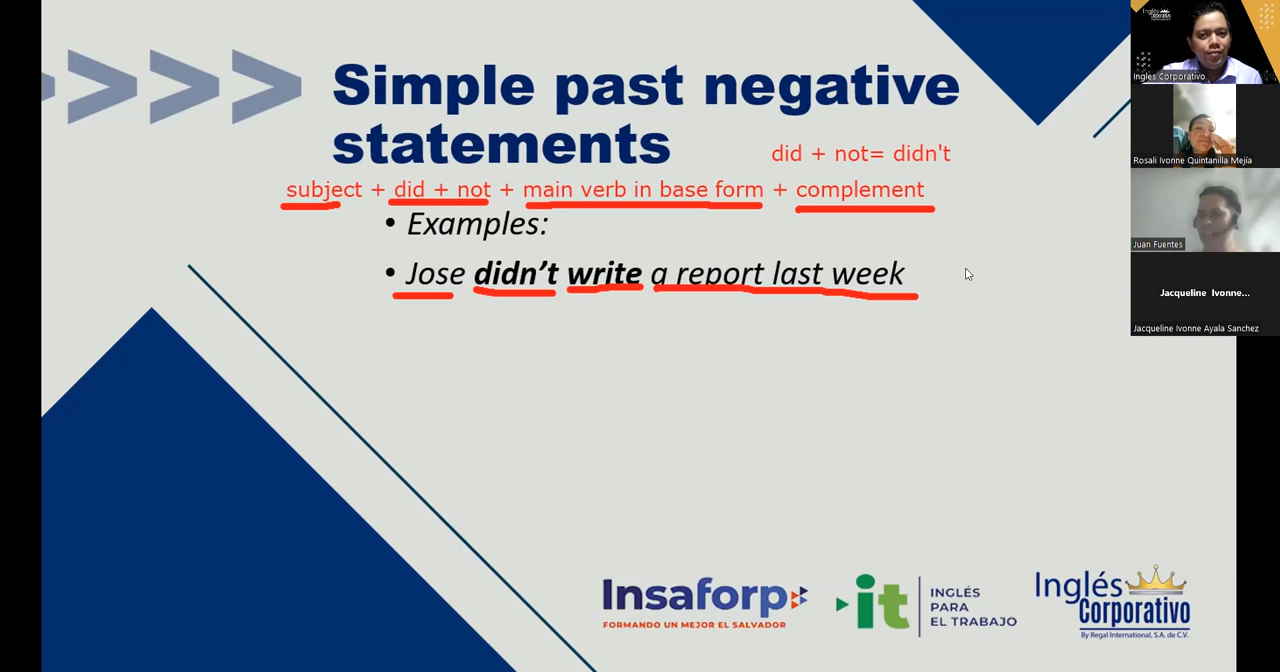 Simple past negative
statements
did + not= didn't
subject + did + not + main verb in base form + complement
• Examples:
• Jose didn’t write a report last week
Insaforp
FORMANDO UN MEJOR EL SALVADOR
it
INGLÉS
PARA
EL TRABAJO
Inglés
Corporativo
By Regal International, S.A. de C.V.
Inglés Corporativo
Ingles Corporativo
Rosali Ivonne Quintanilla Mejía
Juan Fuentes
Jacqueline Ivonne...
Jacqueline Ivonne Ayala Sanchez